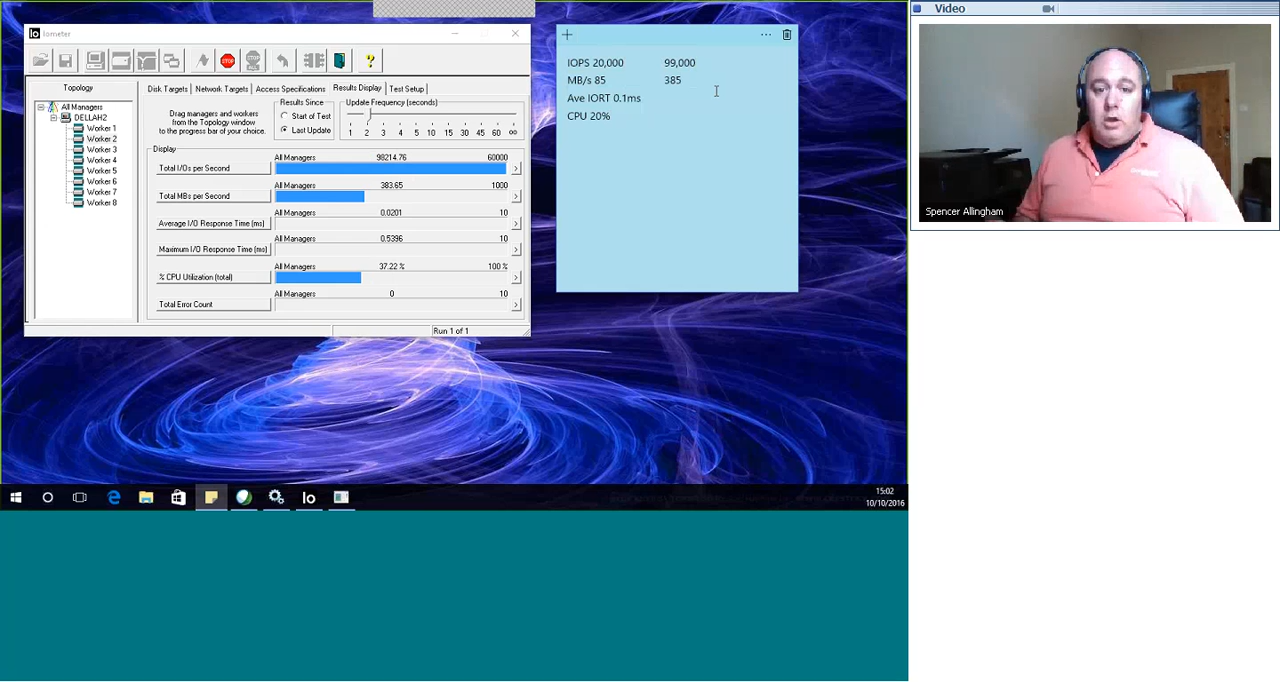 Iometer
Topology
All Managers
DELLAH2
Worker 1
Worker 2
Worker 3
Worker 4
Worker 5
Worker 6
Worker 7
Worker 8
Disk Targets
Network Targets
Access Specifications
Results Display
Test Setup
Drag managers and workers
from the Topology window
to the progress bar of your choice.
Results Since
Start of Test
Last Update
Update Frequency (seconds)
1 2 3 4 5 10 15 30 45 60 ∞
Display
Total I/Os per Second
All Managers 98214.76 60000
Total MBs per Second
All Managers 383.65 1000
Average I/O Response Time (ms)
All Managers 0.0201 10
Maximum I/O Response Time (ms)
All Managers 0.5396 10
% CPU Utilization (total)
All Managers 37.22 % 100 %
Total Error Count
All Managers 0 10
Run 1 of 1
IOPS 20,000 99,000
MB/s 85 385
Ave IORT 0.1ms
CPU 20%
15:02
10/10/2016
Video
Spencer Allingham